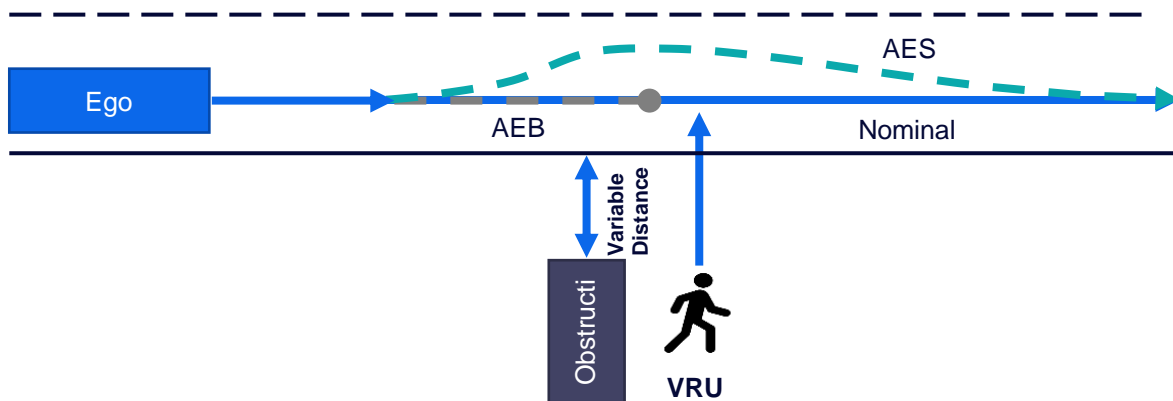 AES
Ego
AEB
Nominal
Variable
Distance
Obstructi
VRU